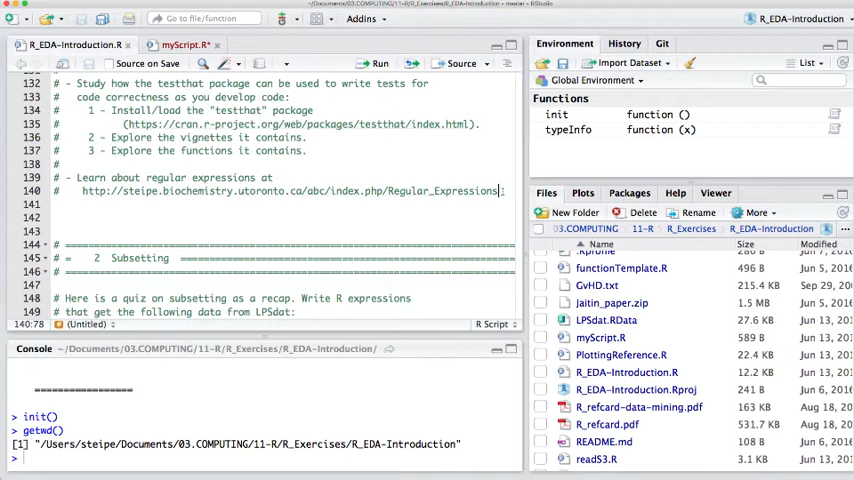 ~/Documents/03.COMPUTING/11-R/R_Exercises/R_EDA-Introduction - master - RStudio
Go to file/function
Addins
R_EDA-Introduction
R_EDA-Introduction.R
myScript.R*
Source on Save
Run
Source
132 # - Study how the testthat package can be used to write tests for
133 #   code correctness as you develop code:
134 #     1 - Install/load the "testthat" package
135 #           (https://cran.r-project.org/web/packages/testthat/index.html).
136 #     2 - Explore the vignettes it contains.
137 #     3 - Explore the functions it contains.
138 #
139 # - Learn about regular expressions at
140 #    http://steipe.biochemistry.utoronto.ca/abc/index.php/Regular_Expressions
141
142
143
144 # ====================================================================
145 # =    2  Subsetting  ==================================================
146 # ====================================================================
147
148 # Here is a quiz on subsetting as a recap. Write R expressions
149 # that get the following data from LPSdat:
140:78
(Untitled)
R Script
Console ~/Documents/03.COMPUTING/11-R/R_Exercises/R_EDA-Introduction/
=================
> init()
> getwd()
[1] "/Users/steipe/Documents/03.COMPUTING/11-R/R_Exercises/R_EDA-Introduction"
>
Environment History Git
Import Dataset
List
Global Environment
Functions
init function ()
typeInfo function (x)
Files Plots Packages Help Viewer
New Folder Delete Rename More
03.COMPUTING 11-R R_Exercises R_EDA-Introduction ...
Name Size Modified
.Rprofile
functionTemplate.R 496 B Jun 5, 2016
GvHD.txt 215.4 KB Sep 29, 20
Jaitin_paper.zip 1.5 MB Jun 5, 2016
LPSdat.RData 27.6 KB Jun 13, 201
myScript.R 589 B Jun 13, 201
PlottingReference.R 22.4 KB Jun 13, 201
R_EDA-Introduction.R 12.2 KB Jun 13, 201
R_EDA-Introduction.Rproj 241 B Jun 6, 2016
R_refcard-data-mining.pdf 163 KB Aug 18, 20
R_refcard.pdf 531.7 KB Aug 18, 20
README.md 108 B Jun 6, 2016
readS3.R 3.1 KB Jun 13, 201